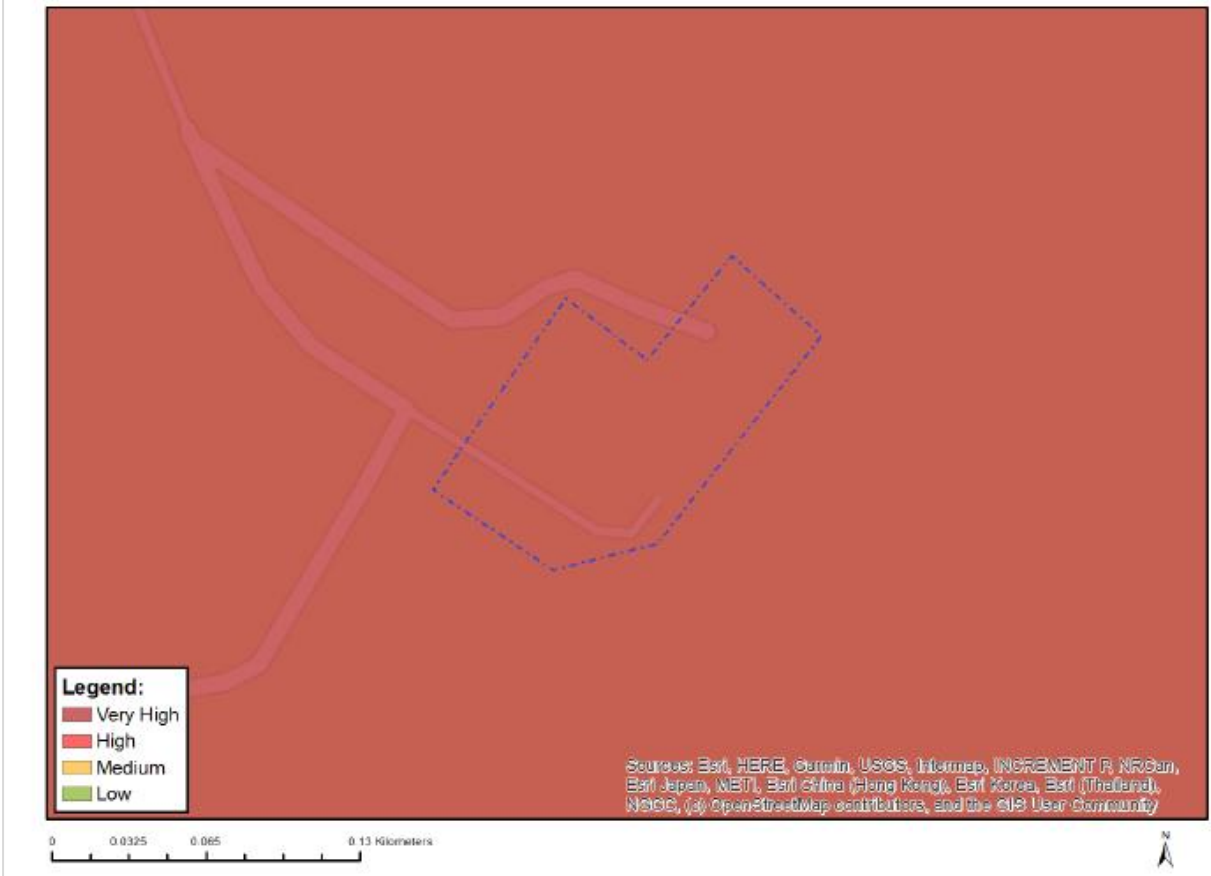 Legend:
Very High
High
Medium
Low
Sources: Esri, HERE, Garmin, USGS, Intermap, INCREMENT P, NRCan,
Esri Japan, METI, Esri China (Hong Kong), Esri Korea, Esri (Thailand),
NGCC, (c) OpenStreetMap contributors, and the GIS User Community
0 0.0325 0.065 0.13 Kilometers
N